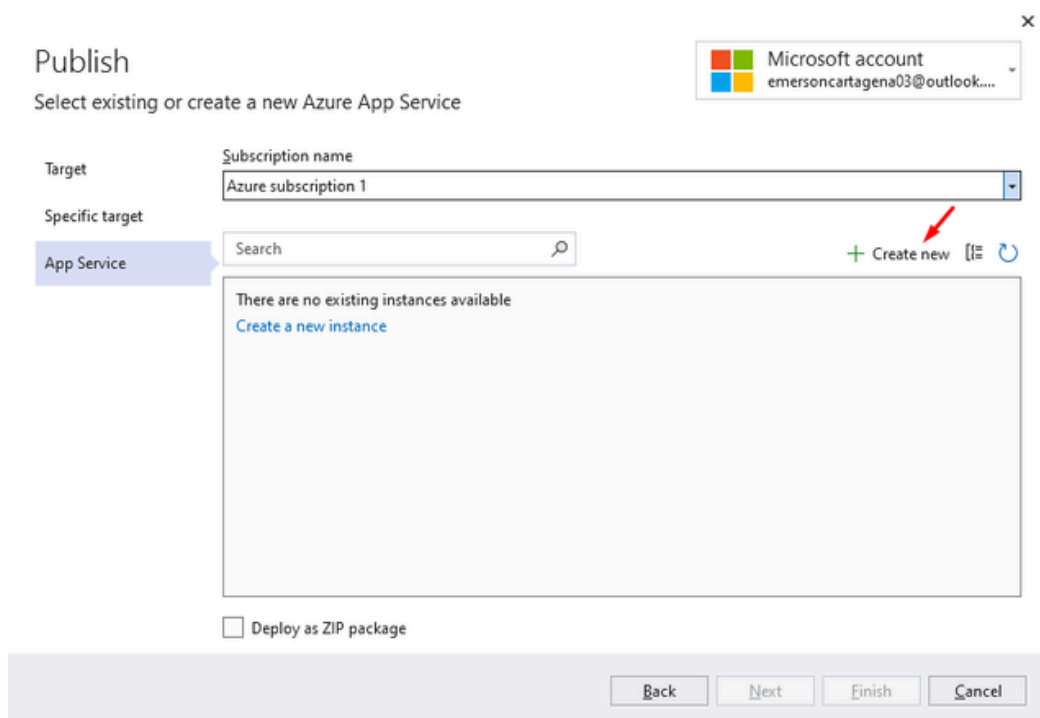 Publish
Select existing or create a new Azure App Service
Microsoft account
emersoncartagena03@outlook....
Target
Specific target
App Service
Subscription name
Azure subscription 1
Search
Create new
There are no existing instances available
Create a new instance
Deploy as ZIP package
Back
Next
Finish
Cancel